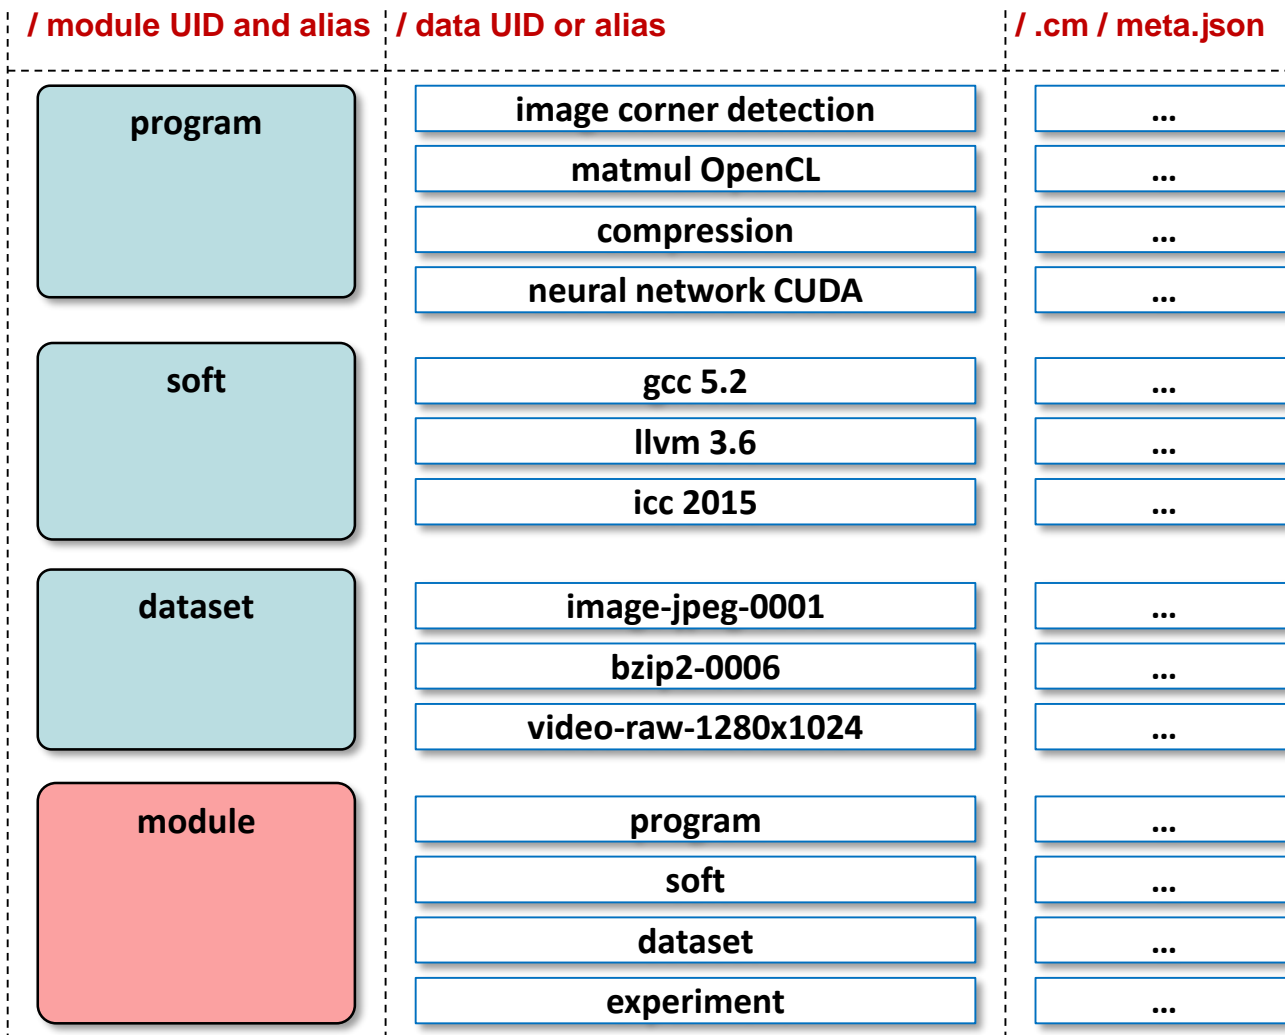 / module UID and alias / data UID or alias / .cm / meta.json
program
image corner detection ...
matmul OpenCL ...
compression ...
neural network CUDA ...
soft
gcc 5.2 ...
llvm 3.6 ...
icc 2015 ...
dataset
image-jpeg-0001 ...
bzip2-0006 ...
video-raw-1280x1024 ...
module
program ...
soft ...
dataset ...
experiment ...